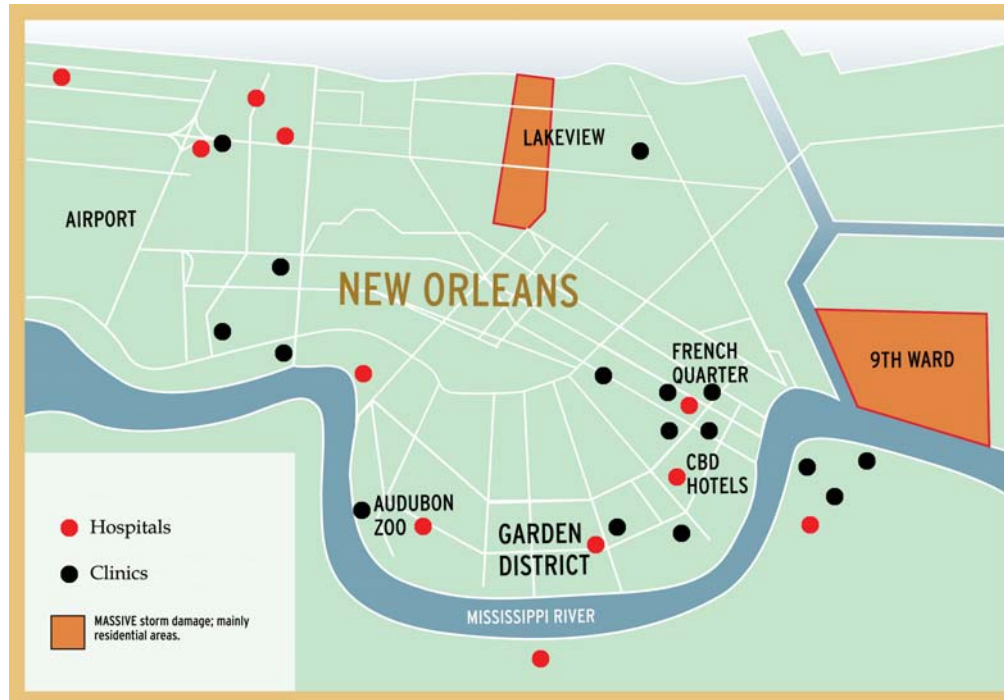 LAKEVIEW
AIRPORT
NEW ORLEANS
FRENCH
QUARTER
9TH WARD
CBD
HOTELS
AUDUBON
ZOO
GARDEN
DISTRICT
MISSISSIPPI RIVER
Hospitals
Clinics
MASSIVE storm damage; mainly
residential areas.